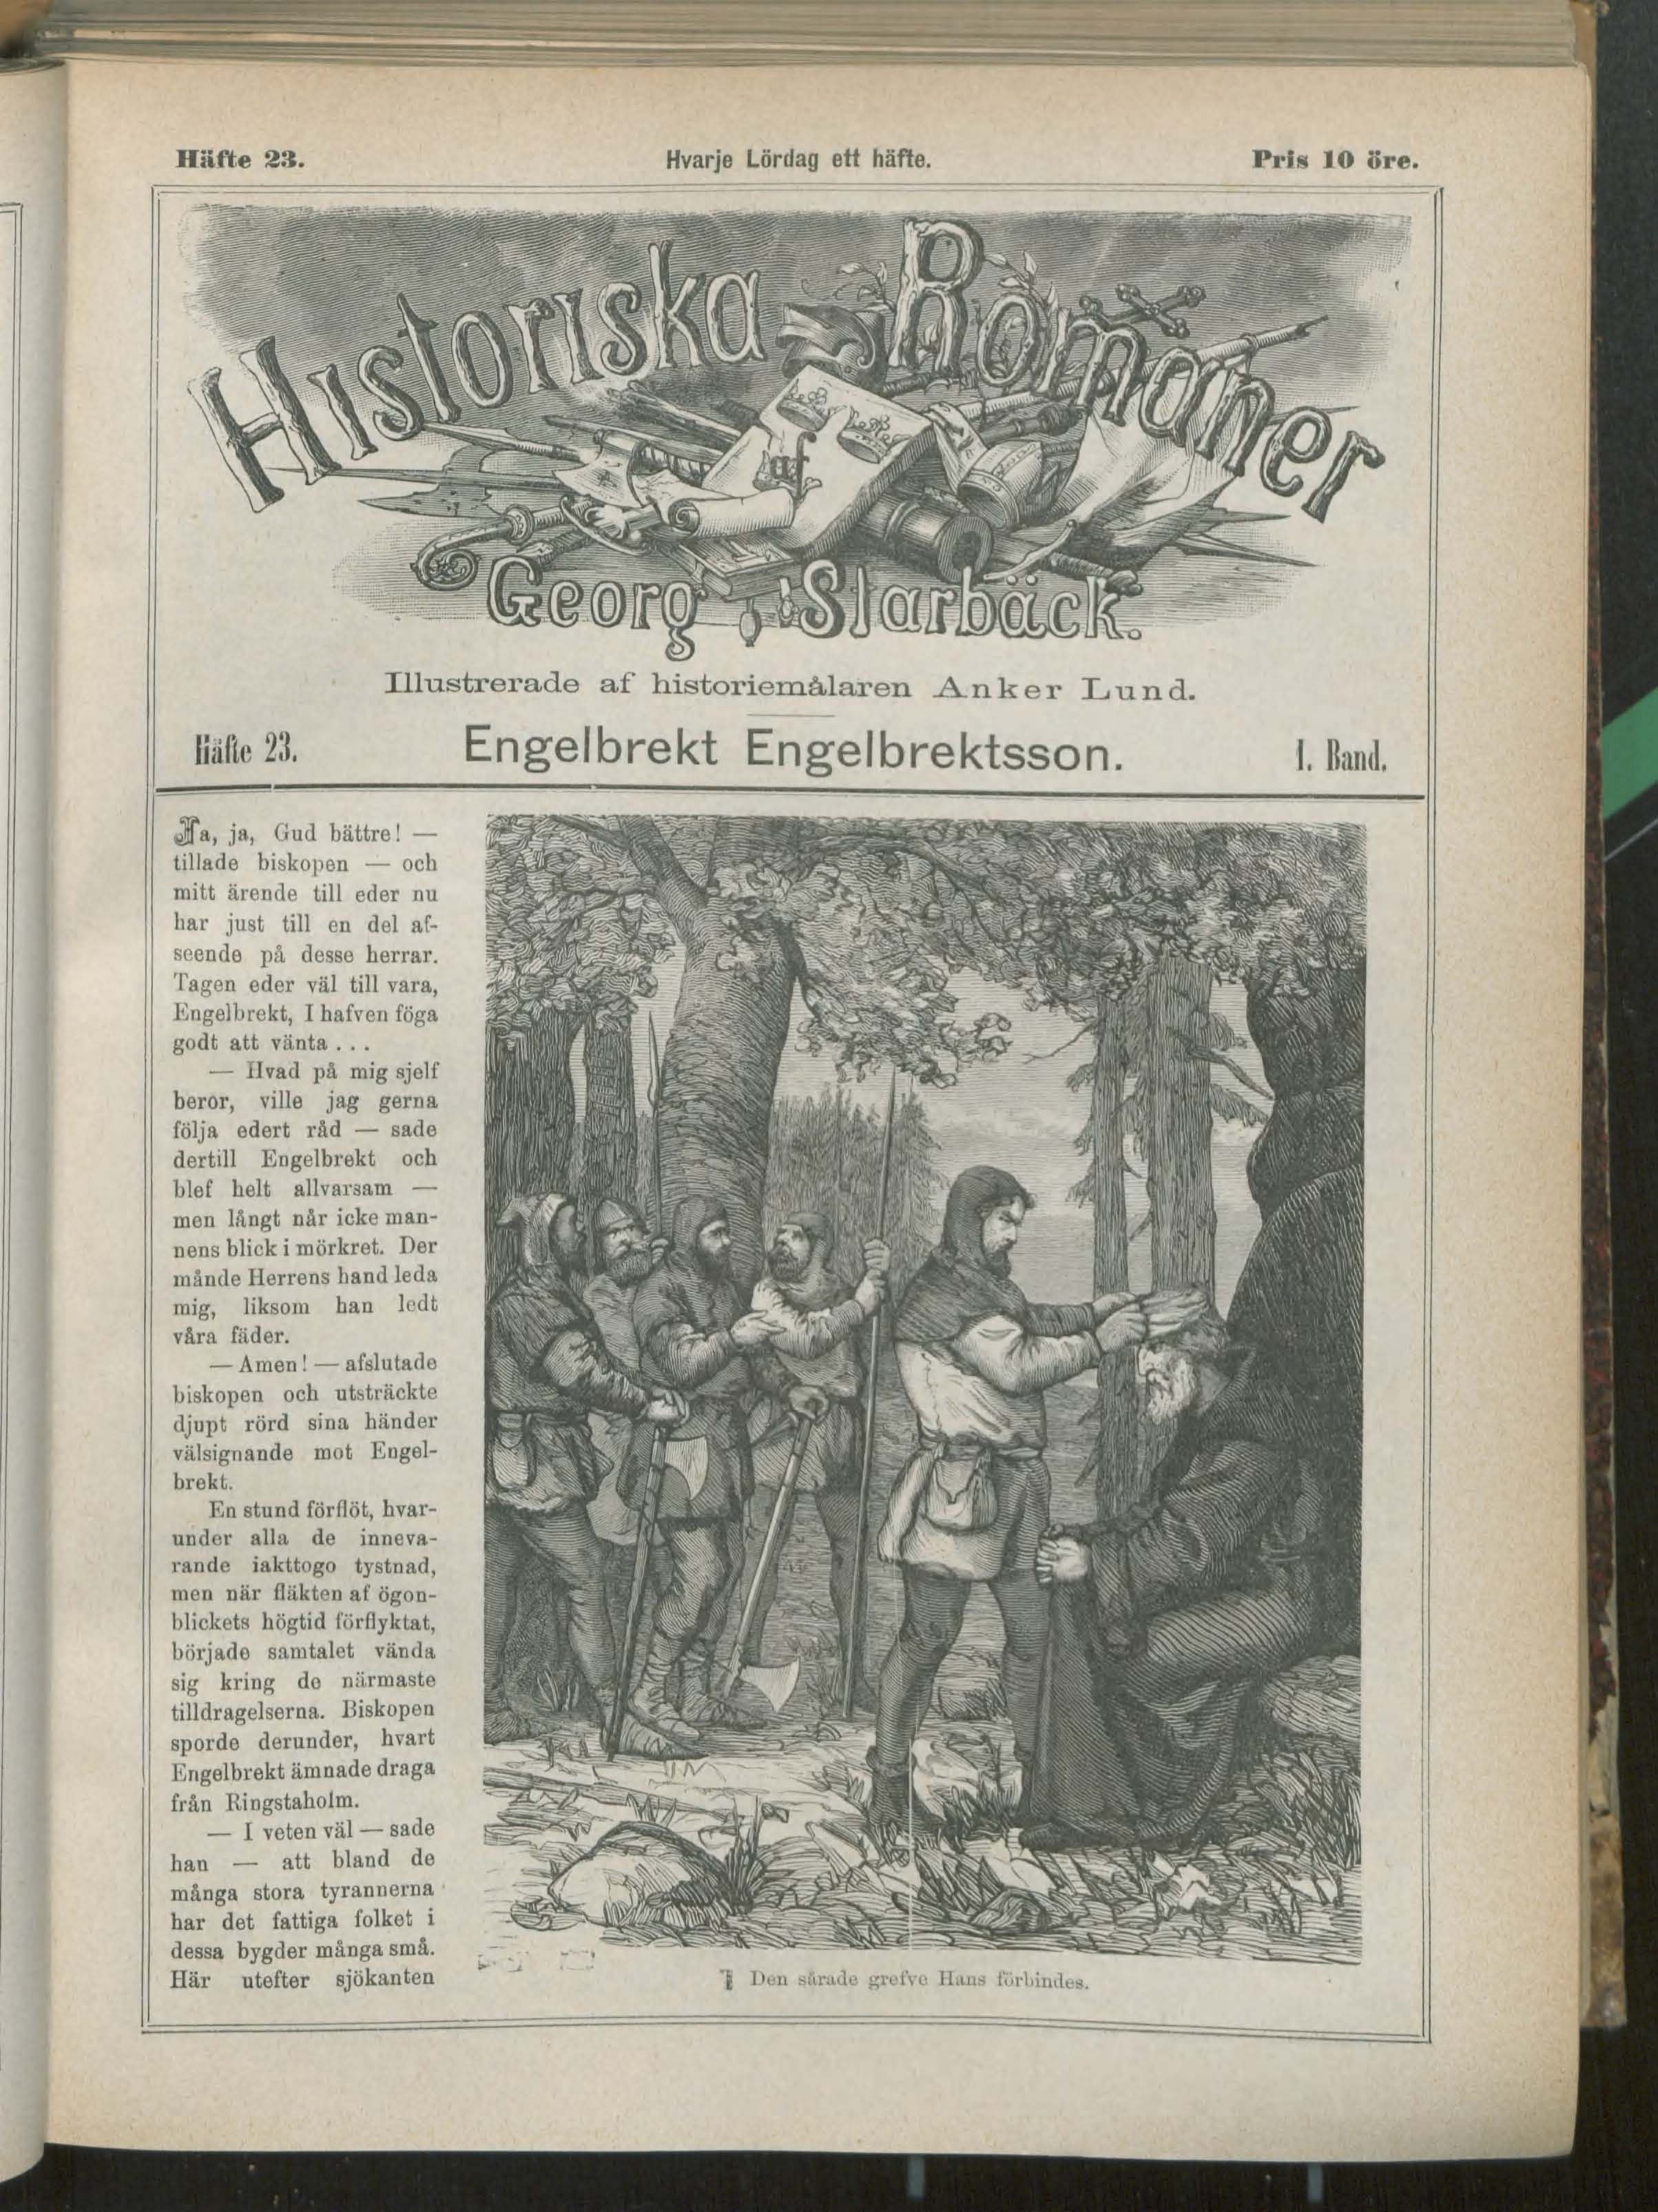 Häfte 23.
Hvarje Lördag ett häfte.
Pris 10 öre.
Historiska Romaner
af
Georg Starbäck.
Illustrerade af historiemålaren Anker Lund.
Häfte 23.
Engelbrekt Engelbrektsson.
1. Band.
Ja, ja, Gud bättre! —
tillade biskopen — och
mitt ärende till eder nu
har just till en del af-
seende på desse herrar.
Tagen eder väl till vara,
Engelbrekt, I hafven föga
godt att vänta . . .
— Hvad på mig sjelf
beror, ville jag gerna
följa edert råd — sade
dertill Engelbrekt och
blef helt allvarsam —
men långt når icke man-
nens blick i mörkret. Der
månde Herrens hand leda
mig, liksom han ledt
våra fäder.
— Amen! — afslutade
biskopen och utsträckte
djupt rörd sina händer
välsignande mot Engel-
brekt.
En stund förflöt, hvar-
under alla de inneva-
rande iakttogo tystnad,
men när fläkten af ögon-
blickets högtid förflyktat,
började samtalet vända
sig kring de närmaste
tilldragelserna. Biskopen
sporde derunder, hvart
Engelbrekt ämnade draga
från Ringstaholm.
— I veten väl — sade
han — att bland de
många stora tyrannerna
har det fattiga folket i
dessa bygder många små.
Här utefter sjökanten
Den sårade grefve Hans förbindes.